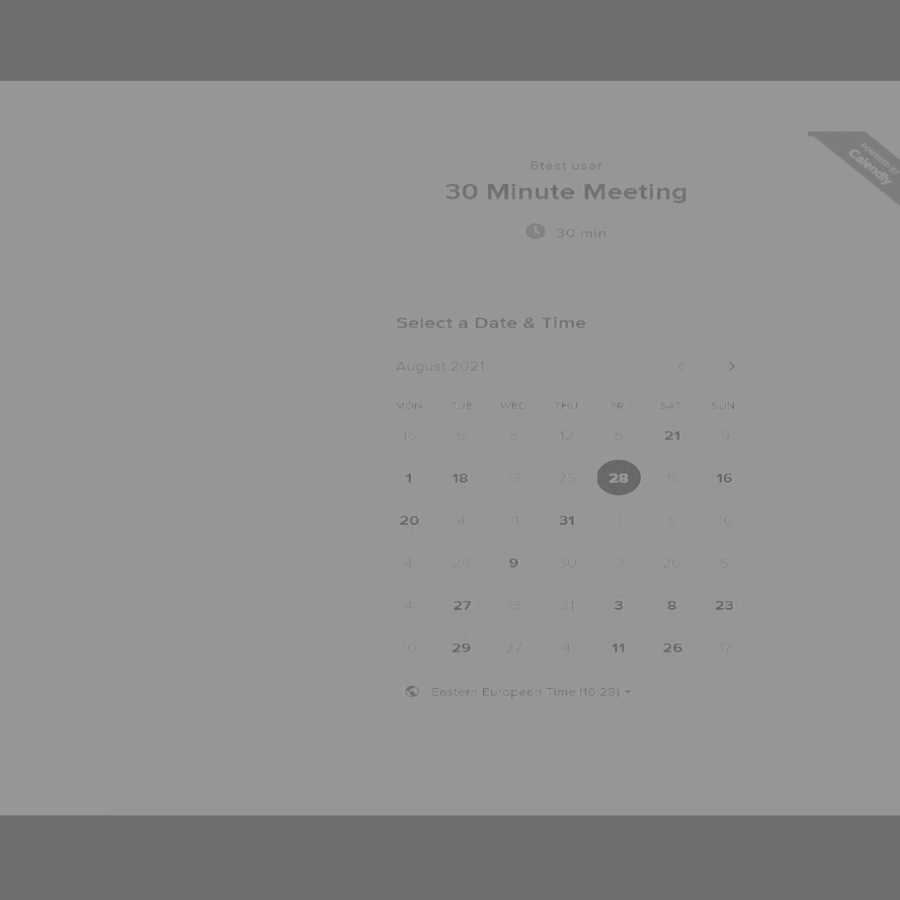 6test user
30 Minute Meeting
30 min
POWERED BY
Calendly
Select a Date & Time
August 2021
MON TUE WED THU FR SAT SUN
15 5 6 12 5 21 9
1 18 15 28 5 16
20 4 11 31 1 8 10
4 26 9 30 3 20 5
4 27 15 31 3 8 23
10 29 27 4 11 26 17
Eastern European Time (16:28)